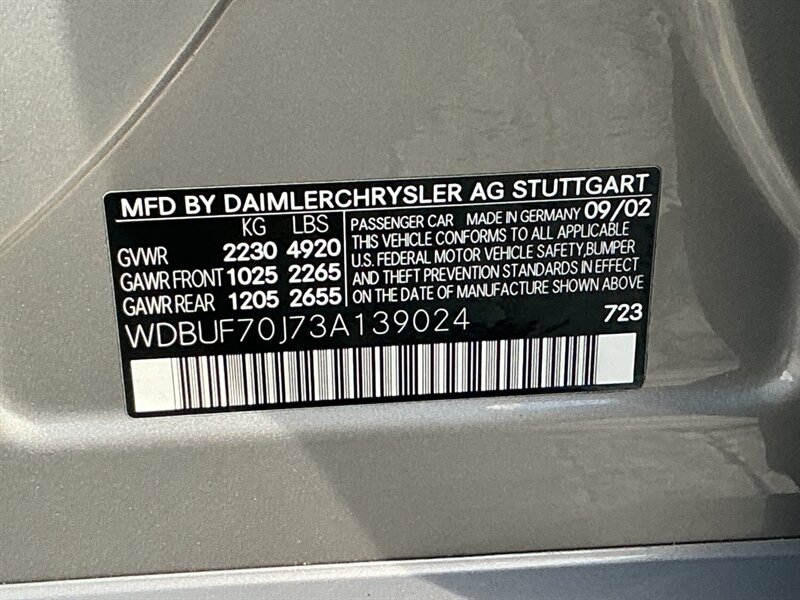 MFD BY DAIMLERCHRYSLER AG STUTTGART
KG LBS
GVWR 2230 4920
GAWR FRONT 1025 2265
GAWR REAR 1205 2655
PASSENGER CAR MADE IN GERMANY 09/02
THIS VEHICLE CONFORMS TO ALL APPLICABLE
U.S. FEDERAL MOTOR VEHICLE SAFETY,BUMPER
AND THEFT PREVENTION STANDARDS IN EFFECT
ON THE DATE OF MANUFACTURE SHOWN ABOVE
WDBUF70J73A139024
723